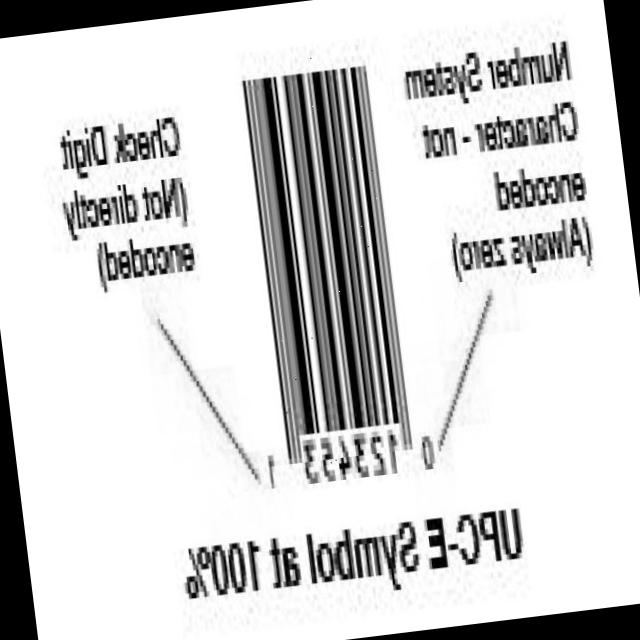 Number System
Character - not
encoded
(Always zero)
Check Digit
(Not directly
encoded)
0 123453 1
UPC-E Symbol at 100%